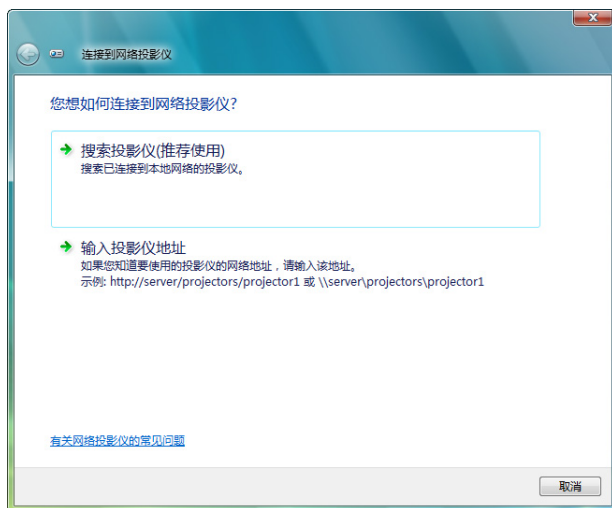 连接到网络投影仪
您想如何连接到网络投影仪?
搜索投影仪(推荐使用)
搜索已连接到本地网络的投影仪。
输入投影仪地址
如果您知道要使用的投影仪的网络地址，请输入该地址。
示例: http://server/projectors/projector1 或 \\server\projectors\projector1
有关网络投影仪的常见问题
取消